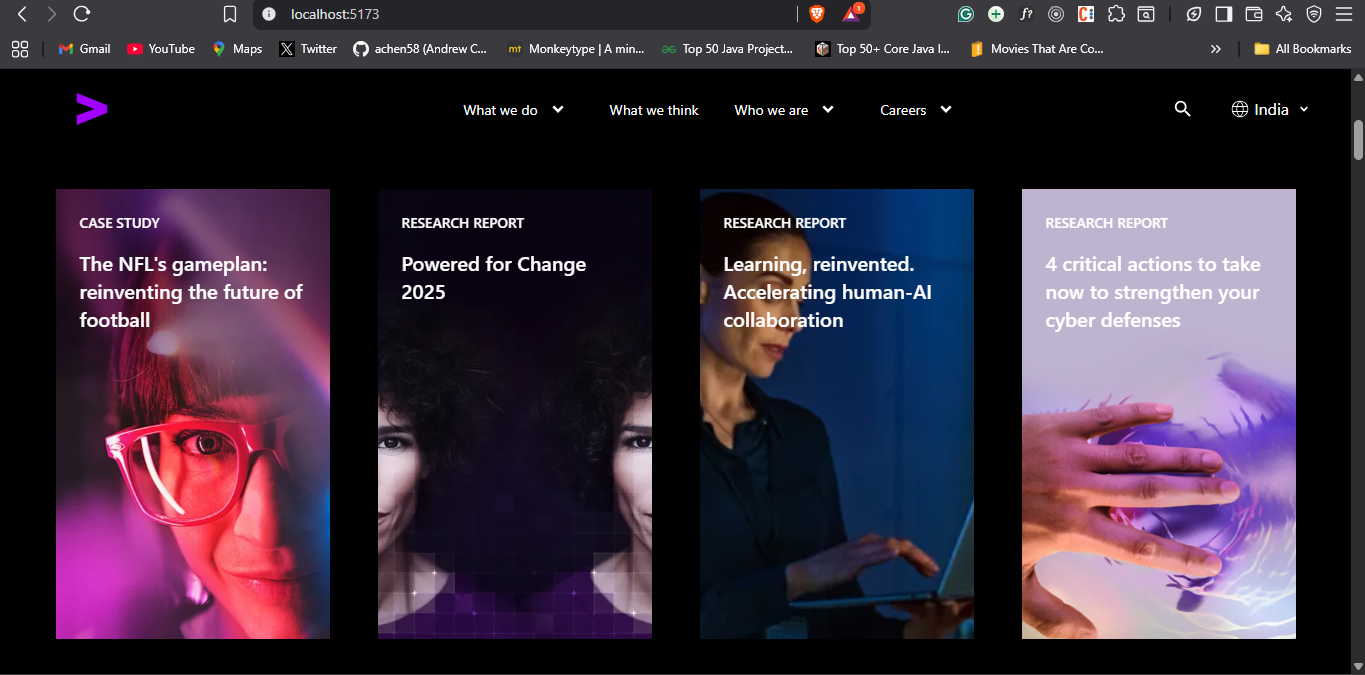 localhost:5173
1
Gmail
YouTube
Maps
Twitter
achen58 (Andrew C...
mt Monkeytype | A min...
Top 50 Java Project...
Top 50+ Core Java I...
Movies That Are Co...
»
All Bookmarks
What we do
What we think
Who we are
Careers
India
CASE STUDY
The NFL's gameplan:
reinventing the future of
football
RESEARCH REPORT
Powered for Change
2025
RESEARCH REPORT
Learning, reinvented.
Accelerating human-AI
collaboration
RESEARCH REPORT
4 critical actions to take
now to strengthen your
cyber defenses